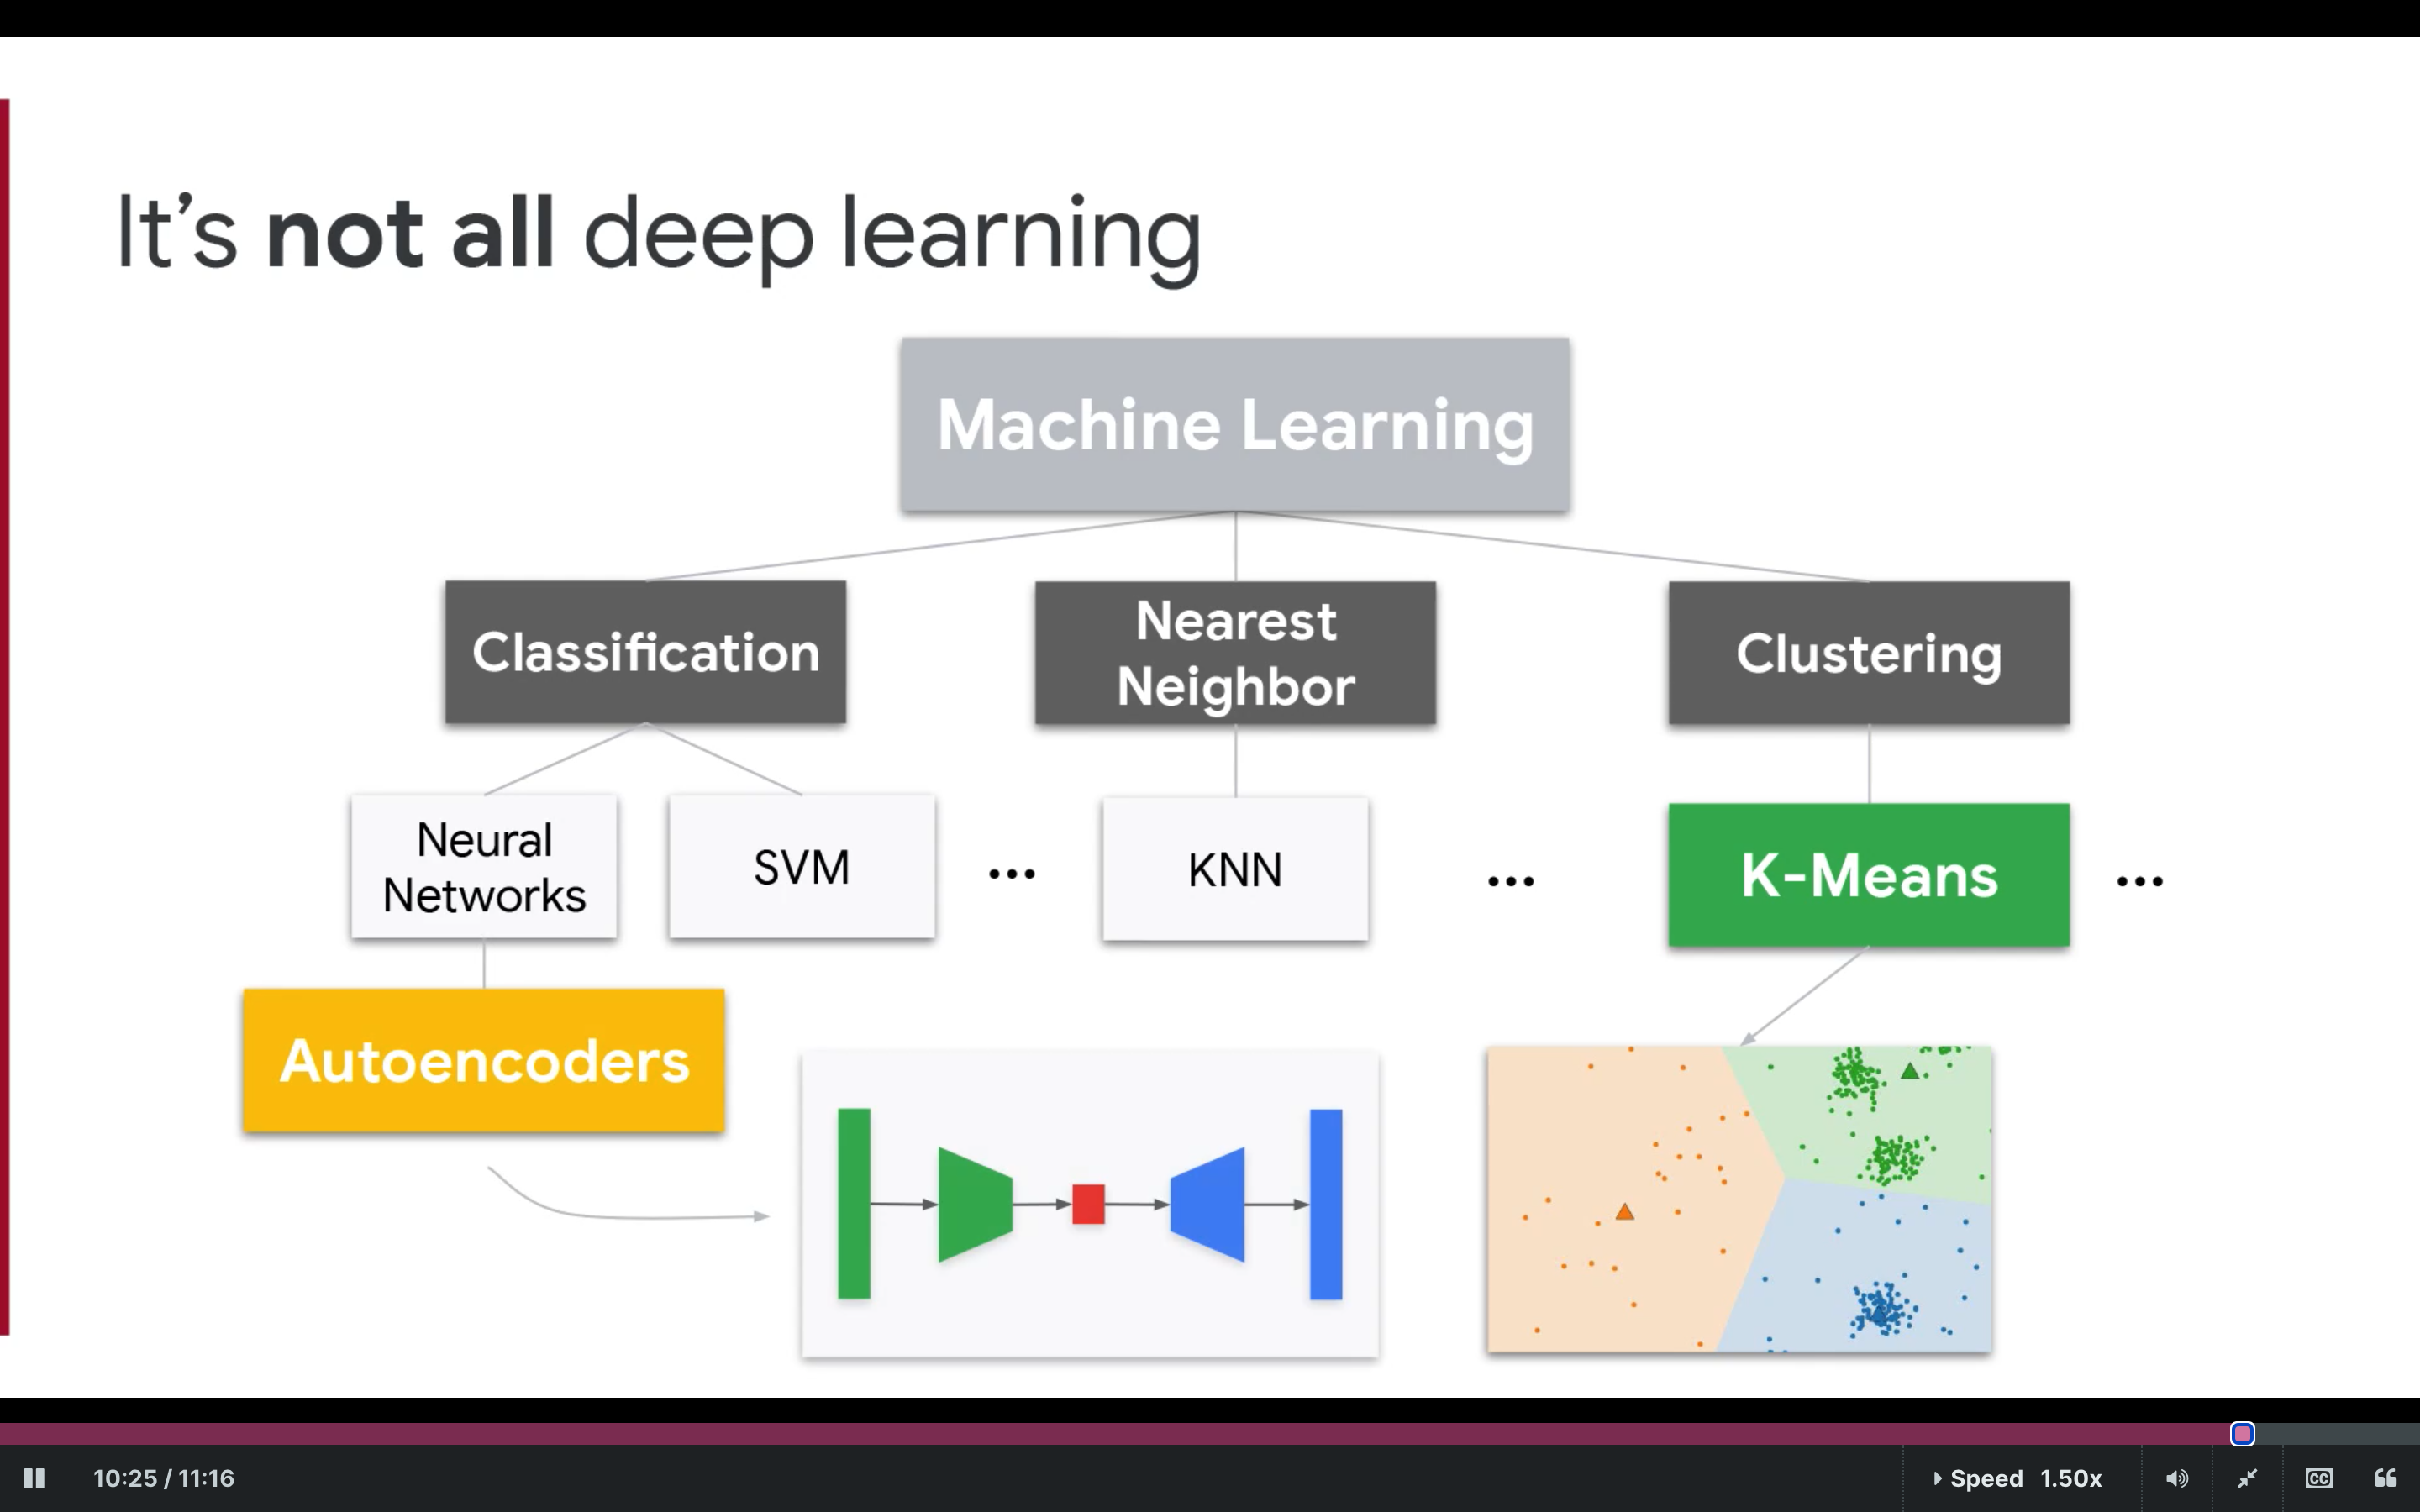 It's not all deep learning
Machine Learning
Classification
Nearest
Neighbor
Clustering
Neural
Networks
SVM
...
KNN
...
K-Means
...
Autoencoders
10:25 / 11:16
Speed 1.50x
CC